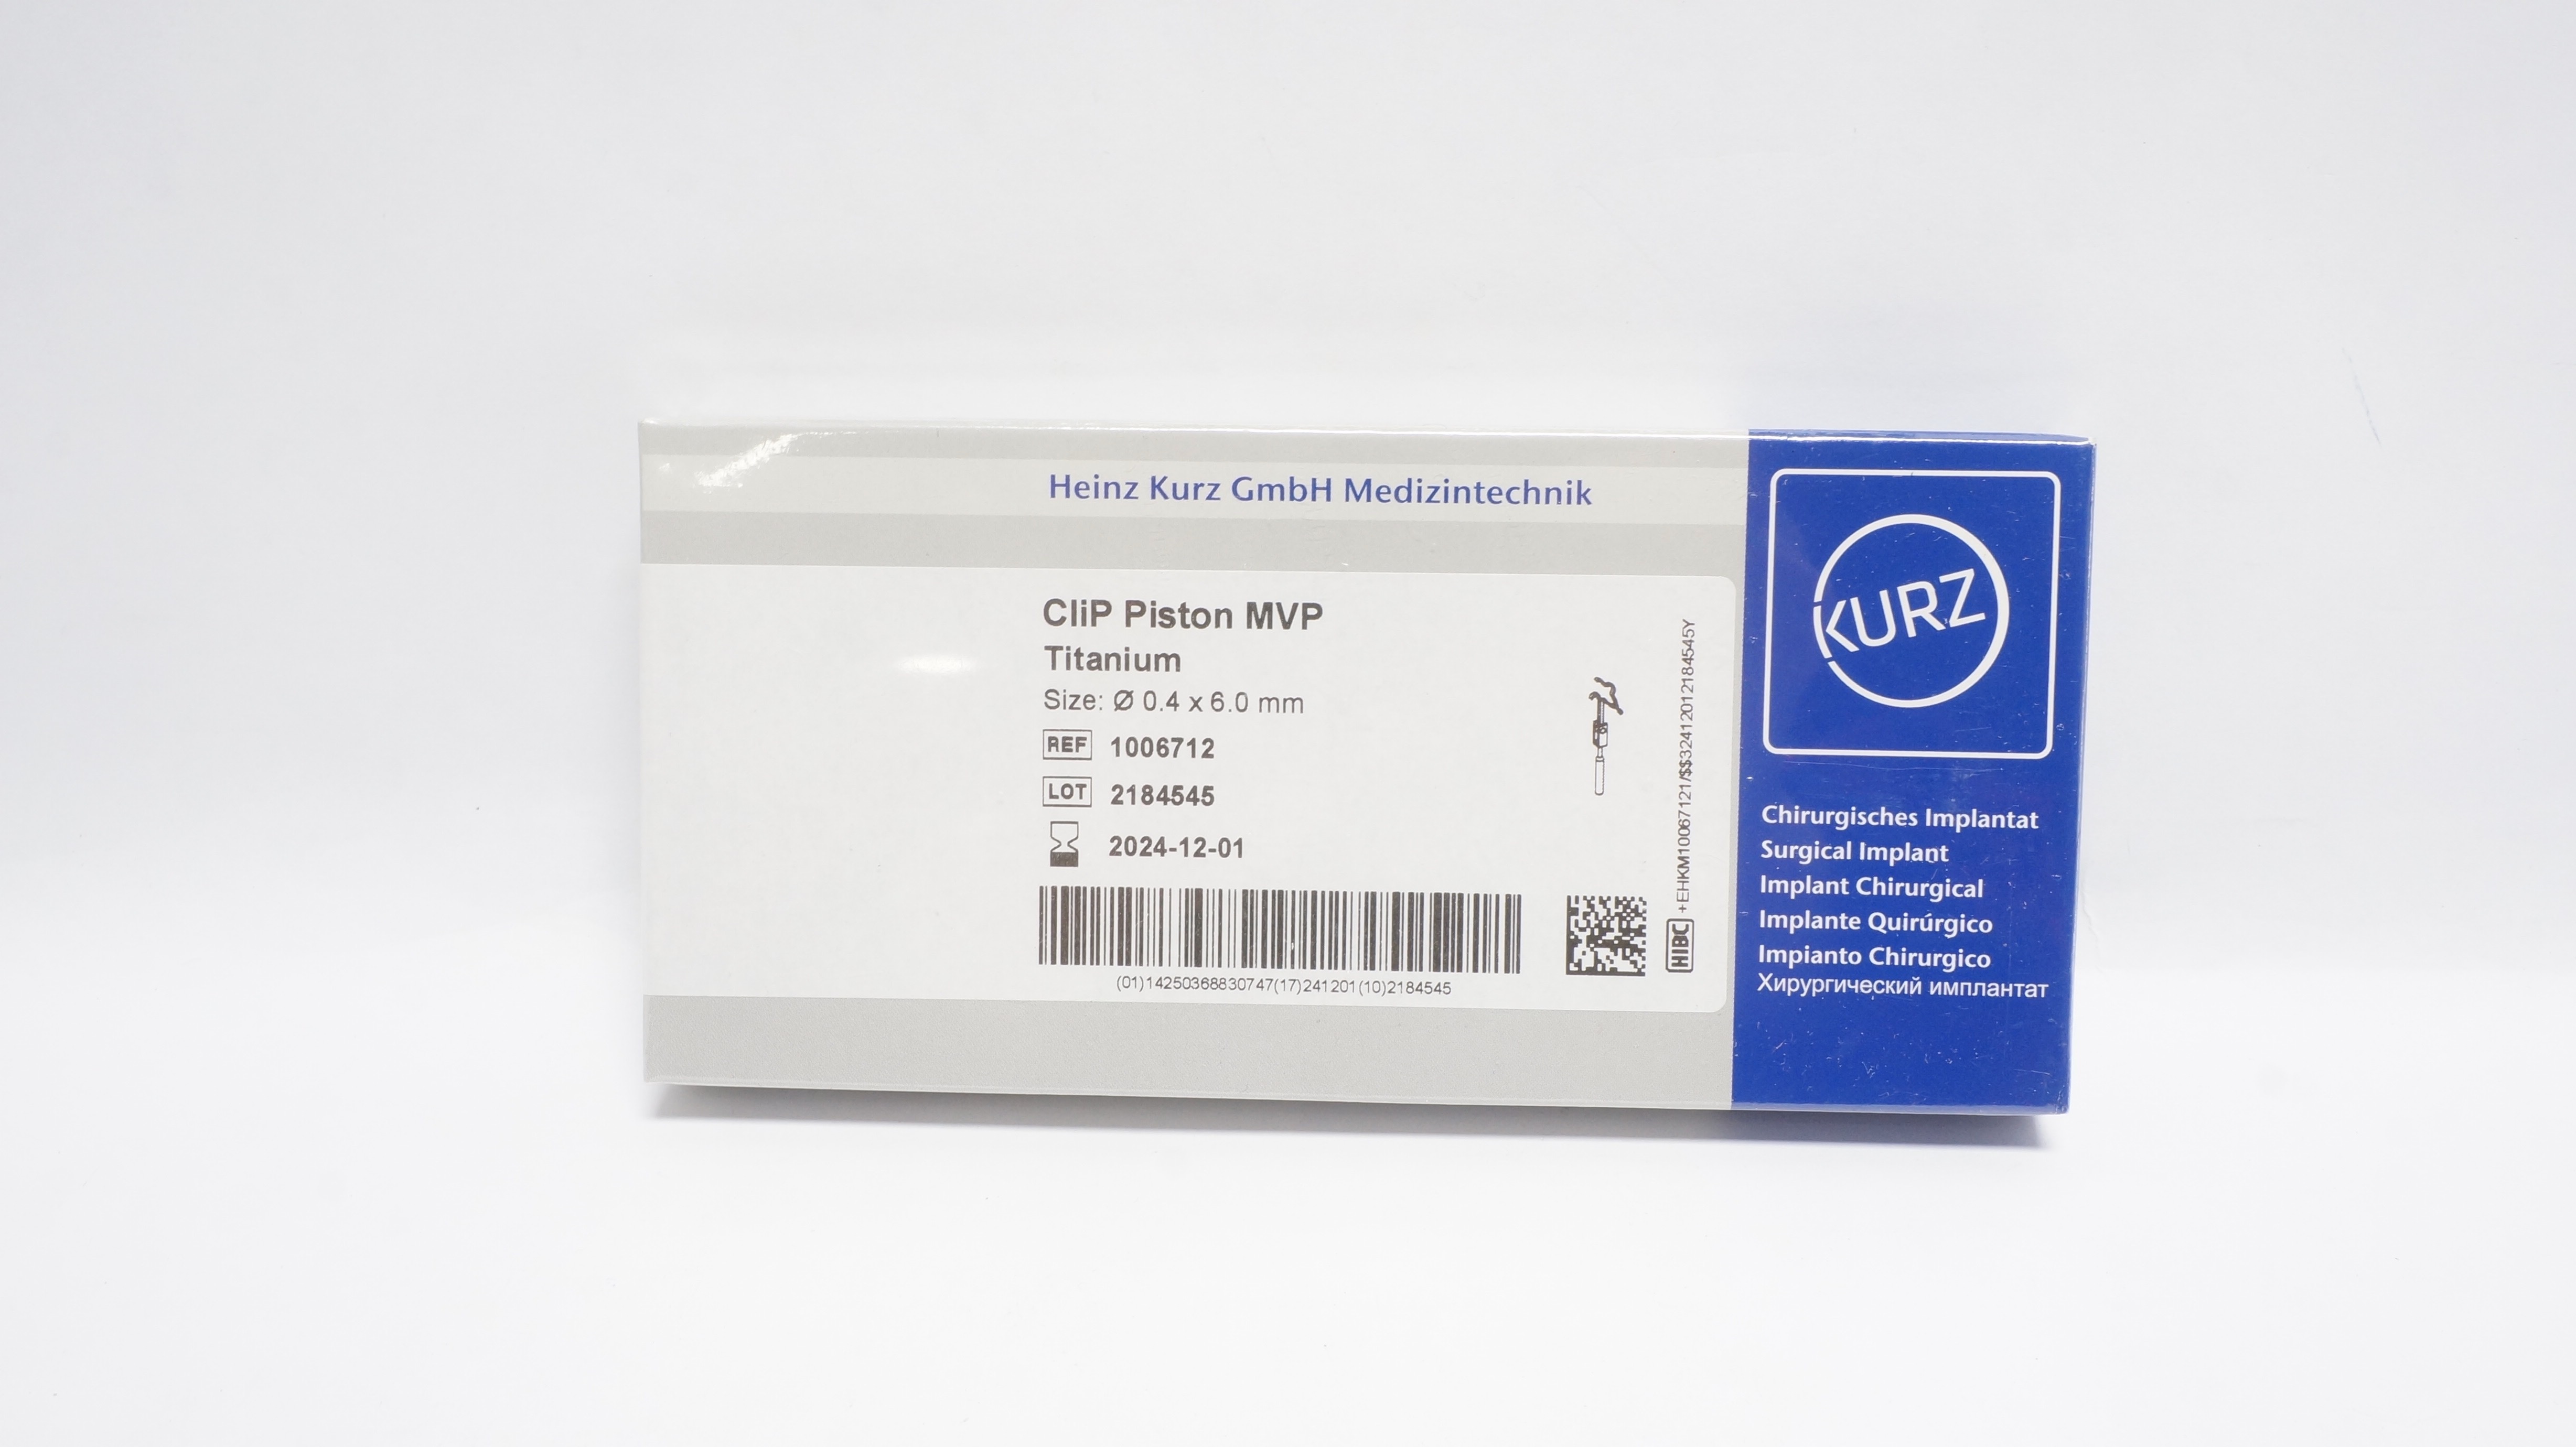 Heinz Kurz GmbH Medizintechnik
CliP Piston MVP
Titanium
Size: Ø 0.4 x 6.0 mm
REF 1006712
LOT 2184545
2024-12-01
(01)14250368830747(17)241201(10)2184545
HIBC +EHKM10067121/$$32412012184545Y
KURZ
Chirurgisches Implantat
Surgical Implant
Implant Chirurgical
Implante Quirúrgico
Impianto Chirurgico
Хирургический имплантат